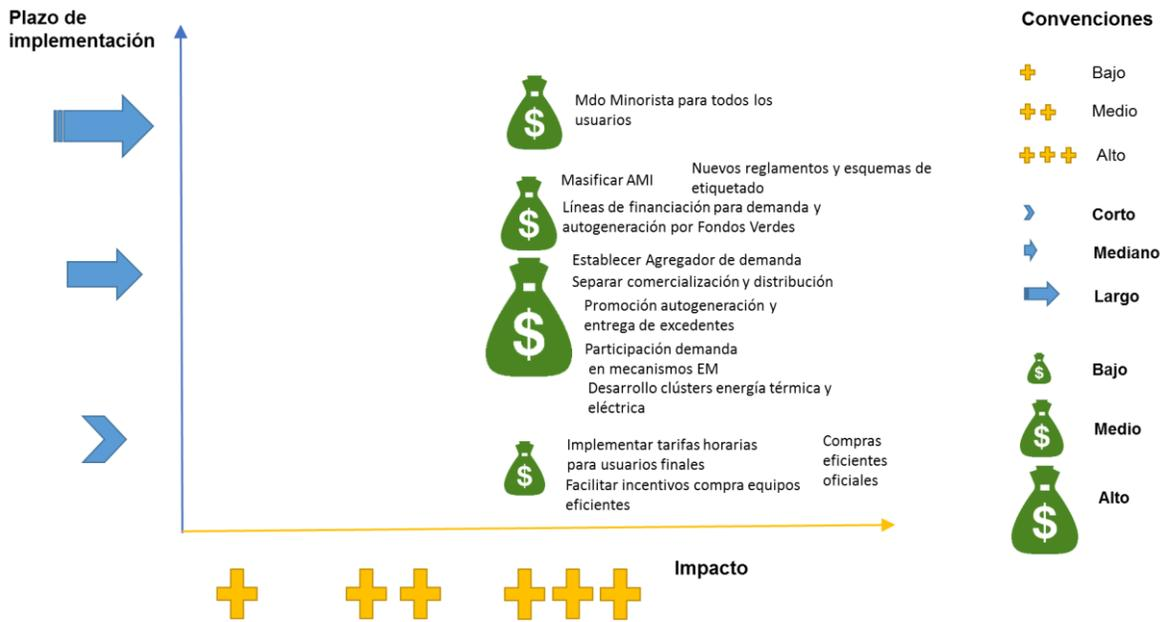 Plazo de
implementación
Mdo Minorista para todos los
usuarios
Masificar AMI
Nuevos reglamentos y esquemas de
etiquetado
Líneas de financiación para demanda y
autogeneración por Fondos Verdes
Establecer Agregador de demanda
Separar comercialización y distribución
Promoción autogeneración y
entrega de excedentes
Participación demanda
en mecanismos EM
Desarrollo clústers energía térmica y
eléctrica
Implementar tarifas horarias
para usuarios finales
Facilitar incentivos compra equipos
eficientes
Compras
eficientes
oficiales
Impacto
Convenciones
Bajo
Medio
Alto
Corto
Mediano
Largo
$ Bajo
$ Medio
$ Alto
$
$
$
$